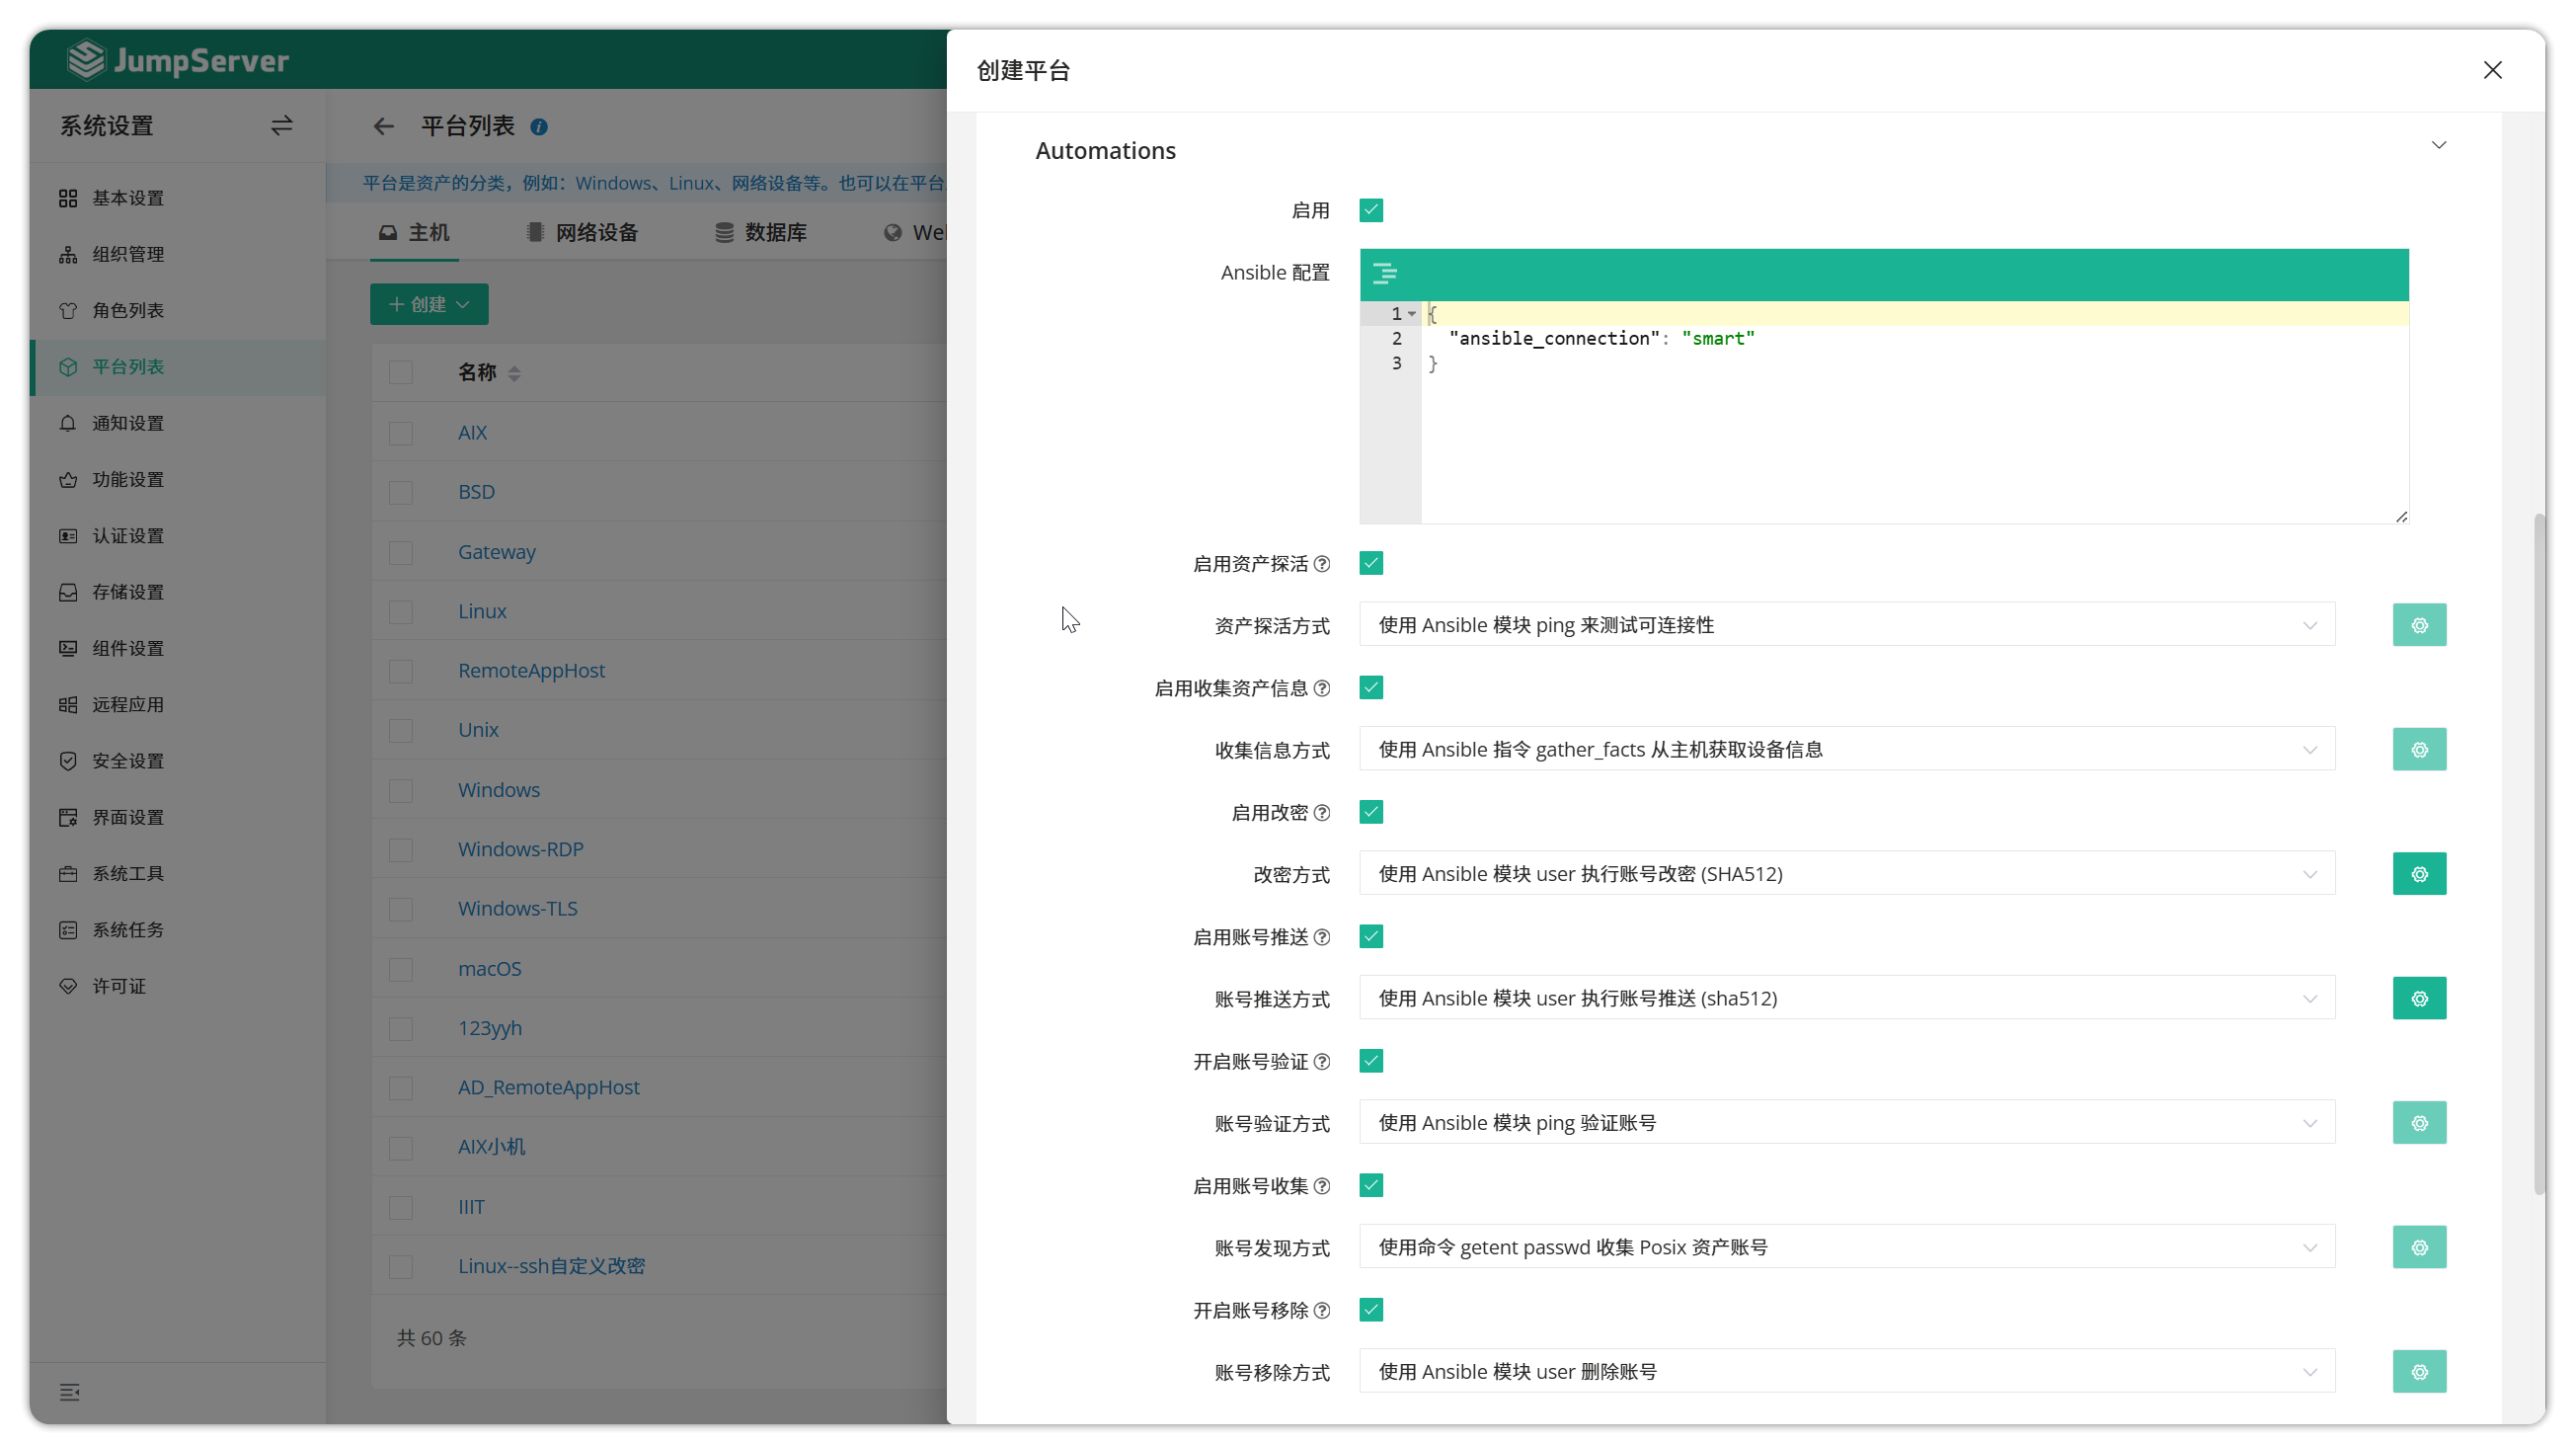 JumpServer
系统设置
基本设置
组织管理
角色列表
平台列表
通知设置
功能设置
认证设置
存储设置
组件设置
远程应用
安全设置
界面设置
系统工具
系统任务
许可证
平台列表
平台是资产的分类，例如：Windows、Linux、网络设备等。也可以在平台
主机 网络设备 数据库 We
创建
名称
AIX
BSD
Gateway
Linux
RemoteAppHost
Unix
Windows
Windows-RDP
Windows-TLS
macOS
123yyh
AD_RemoteAppHost
AIX小机
IIIT
Linux--ssh自定义改密
共 60 条
创建平台
Automations
启用
Ansible 配置
1 {
2 "ansible_connection": "smart"
3 }
启用资产探活
资产探活方式 使用 Ansible 模块 ping 来测试可连接性
启用收集资产信息
收集信息方式 使用 Ansible 指令 gather_facts 从主机获取设备信息
启用改密
改密方式 使用 Ansible 模块 user 执行账号改密 (SHA512)
启用账号推送
账号推送方式 使用 Ansible 模块 user 执行账号推送 (sha512)
开启账号验证
账号验证方式 使用 Ansible 模块 ping 验证账号
启用账号收集
账号发现方式 使用命令 getent passwd 收集 Posix 资产账号
开启账号移除
账号移除方式 使用 Ansible 模块 user 删除账号